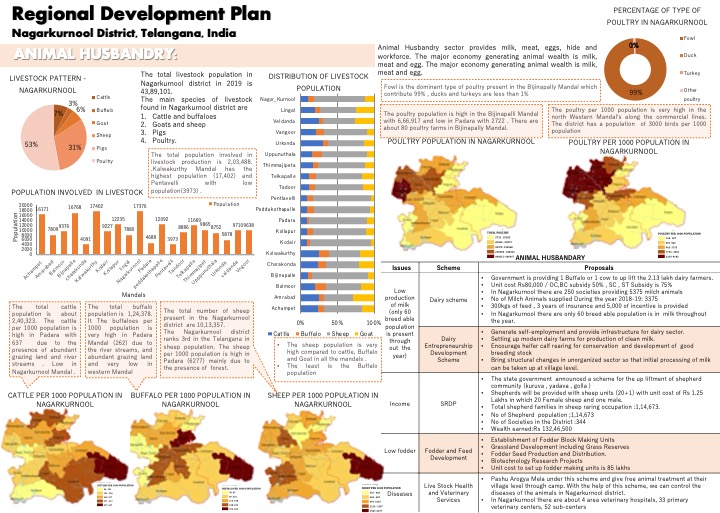 Regional Development Plan
Nagarkurnool District, Telangana, India
ANIMAL HUSBANDRY:
LIVESTOCK PATTERN -
NAGARKURNOOL
Cattle
Buffalo
Goat
Sheep
Pigs
Poultry
3%
6%
7%
31%
53%
The total livestock population in
Nagarkurnool district in 2019 is
43,89,101.
The main species of livestock
found in Nagarkurnool district are
1. Cattle and buffaloes
2. Goats and sheep
3. Pigs
4. Poultry.
The total population involved in
livestock production is 2,03,488.
Kalwakurthy Mandal has the
highest population (17,402) and
Pentavelli with low
population(3973) .
POPULATION INVOLVED IN LIVESTOCK
Population
Mandals
DISTRIBUTION OF LIVESTOCK
POPULATION
Nagar_Kurnool
Lingal
Veldanda
Vangoor
Urkonda
Uppunuthala
Thimmajipeta
Telkapalle
Tadoor
Pentlavelli
Peddakothapalle
Padara
Kollapur
Kodair
Kalwakurthy
Charakonda
Bijinepalle
Balmoor
Amrabad
Achampet
0 50% 100%
Cattle Buffalo Sheep Goat
The total cattle
population is about
2,40,323. The cattle
per 1000 population is
high in Padara with
637 due to the
presence of abundant
grazing land and river
streams . Low in
Nagarkurnool Mandal.
The total buffalo
population is 1,24,378.
It The buffaloes per
1000 population is
very high in Padara
Mandal (262) due to
the river streams, and
abundant grazing land
and very low in
western Mandal
The total number of sheep
present in the Nagarkurnool
district are 10,13,357.
The Nagarkurnool district
ranks 3rd in the Telangana in
sheep population. The sheep
per 1000 population is high in
Padara (6277) mainly due to
the presence of forest.
The sheep population is very
high compared to cattle, Buffalo
and Goat in all the mandals .
The least is the Buffalo
population
CATTLE PER 1000 POPULATION IN
NAGARKURNOOL
BUFFALO PER 1000 POPULATION IN
NAGARKURNOOL
SHEEP PER 1000 POPULATION IN
NAGARKURNOOL
Animal Husbandry sector provides milk, meat, eggs, hide and
workforce. The major economy generating animal wealth is milk,
meat and egg. The major economy generating animal wealth is milk,
meat and egg.
Fowl is the dominant type of poultry present in the Bijinapally Mandal which
contribute 99% , ducks and turkeys are less than 1%
PERCENTAGE OF TYPE OF
POULTRY IN NAGARKURNOOL
0%
99%
Fowl
Duck
Turkey
Other
poultry
The poultry population is high in the Bijinapalli Mandal
with 6,66,917 and low in Padara with 2722 . There are
about 80 poultry farms in Bijinapally Mandal.
The poultry per 1000 population is very high in the
north Western Mandal's along the commercial lines.
The district has a population of 3000 birds per 1000
population
POULTRY POPULATION IN
NAGARKURNOOL
POULTRY PER 1000 POPULATION IN
NAGARKURNOOL
ANIMAL HUSBANDARY
Issues Scheme Proposals
Low
production
of milk
(only 60
breed able
population
is present
through
out the
year)
Dairy scheme
Government is providing 1 Buffalo or 1 cow to up lift the 2.13 lakh dairy farmers.
Unit cost Rs80,000 / OC,BC subsidy 50% , SC , ST Subsidy is 75%
In Nagarkurnool there are 250 societies providing 5375 milch animals
No of Milch Animales supplied During the year 2018-19: 3375
300kgs of feed , 3 years of insurance and 5,000 of incentive is provided
In Nagarkurnool there are only 60 breed able population is in milk throughout
the year.
Dairy
Entrepreneurship
Development
Scheme
Generate self-employment and provide infrastructure for dairy sector.
Setting up modern dairy farms for production of clean milk.
Encourage heifer calf rearing for conservation and development of good
breeding stock
Bring structural changes in unorganized sector so that initial processing of milk
can be taken up at village level.
Income
SRDP
The state government announced a scheme for the up liftment of shepherd
community (kuruva , yadava , golla )
Shepherds will be provided with sheep units (20+1) with unit cost of Rs 1.25
Lakhs in which 20 Female sheep and one male.
Total shepherd families in sheep raring occupation :1,14,673.
No of Shepherd population :1,14,673
No of Societies in the District :344
Wealth earned:Rs 132,46,500
Low fodder
Fodder and Feed
Development
Establishment of Fodder Block Making Units
Grassland Development including Grass Reserves
Fodder Seed Production and Distribution.
Biotechnology Research Projects
Unit cost to set up fodder making units is 85 lakhs
Diseases
Live Stock Health
and Veterinary
Services
Pashu Arogya Mela under this scheme and give free animal treatment at their
village level through camp. With the help of this scheme, we can control the
diseases of the animals in Nagarkurnool district.
In Nagarkurnool there are about 4 area veterinary hospitals, 33 primary
veterinary centers, 52 sub-centers